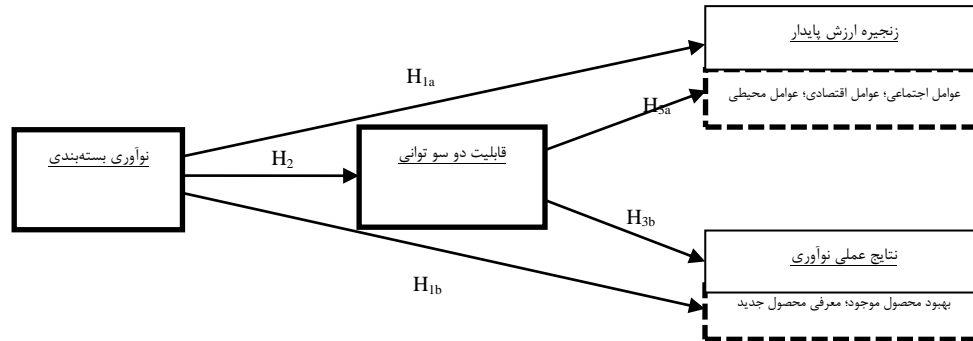 زنجیره ارزش پایدار
عوامل اجتماعی؛ عوامل اقتصادی؛ عوامل محیطی
H1a
H3a
نوآوری بسته‌بندی
H2
قابلیت دو سو توانی
H3b
نتایج عملی نوآوری
H1b
بهبود محصول موجود؛ معرفی محصول جدید